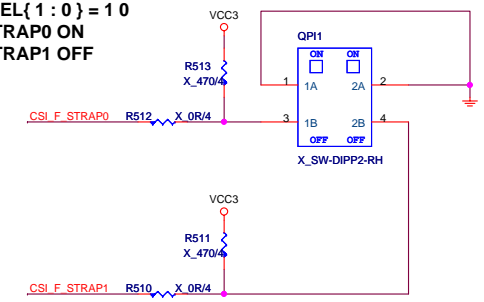 EL{ 1 : 0 } = 1 0
TRAP0 ON
TRAP1 OFF
VCC3
QPI1
R513
X_470/4
ON ON
1 1A 2A 2
CSI_F_STRAP0 R512 X_0R/4 3 1B 2B 4
OFF OFF
X_SW-DIPP2-RH
VCC3
R511
X_470/4
CSI_F_STRAP1 R510 X_0R/4